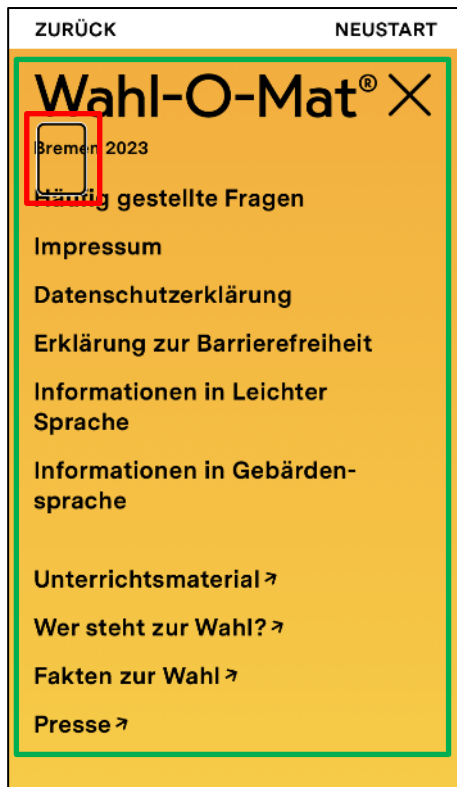 ZURÜCK NEUSTART
Wahl-O-Mat®
Bremen 2023
Häufig gestellte Fragen
Impressum
Datenschutzerklärung
Erklärung zur Barrierefreiheit
Informationen in Leichter
Sprache
Informationen in Gebärden-
sprache
Unterrichtsmaterial
Wer steht zur Wahl?
Fakten zur Wahl
Presse